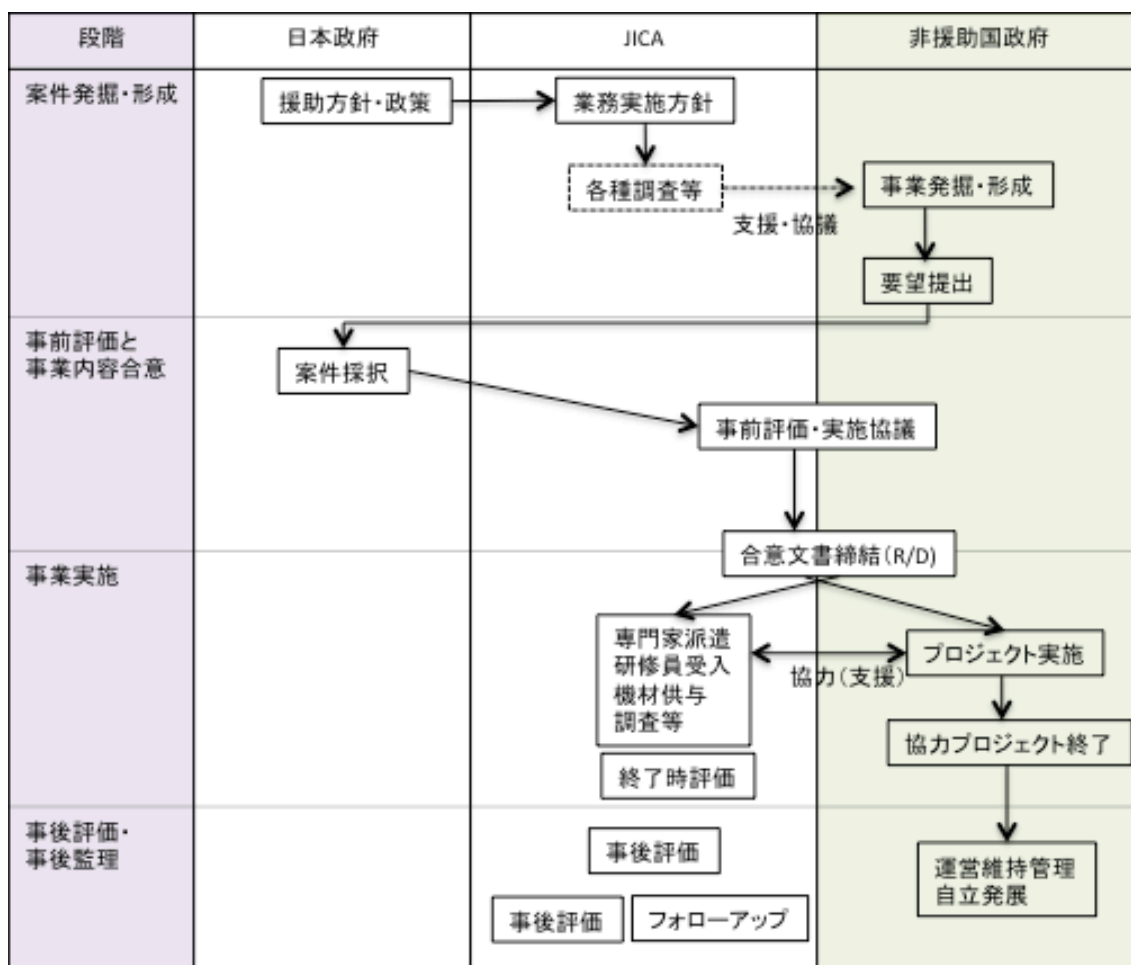 段階
日本政府
JICA
非援助国政府
案件発掘・形成
援助方針・政策
業務実施方針
各種調査等
事業発掘・形成
支援・協議
要望提出
事前評価と
事業内容合意
案件採択
事前評価・実施協議
合意文書締結(R/D)
事業実施
専門家派遣
研修員受入
機材供与
調査等
協力(支援)
プロジェクト実施
協力プロジェクト終了
終了時評価
事後評価・
事後監理
事後評価
運営維持管理
自立発展
事後評価
フォローアップ